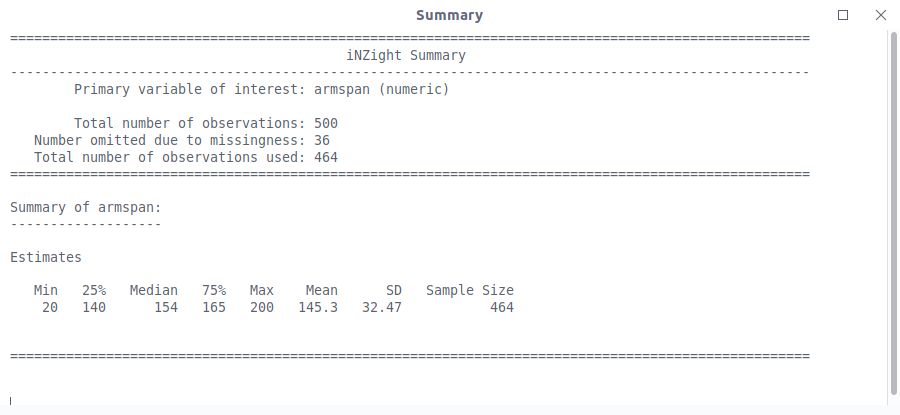 Summary
====================================================================================================
iNZight Summary
----------------------------------------------------------------------------------------------------
Primary variable of interest: armspan (numeric)
Total number of observations: 500
Number omitted due to missingness: 36
Total number of observations used: 464
====================================================================================================
Summary of armspan:
-------------------
Estimates
Min 25% Median 75% Max Mean SD Sample Size
20 140 154 165 200 145.3 32.47 464
====================================================================================================